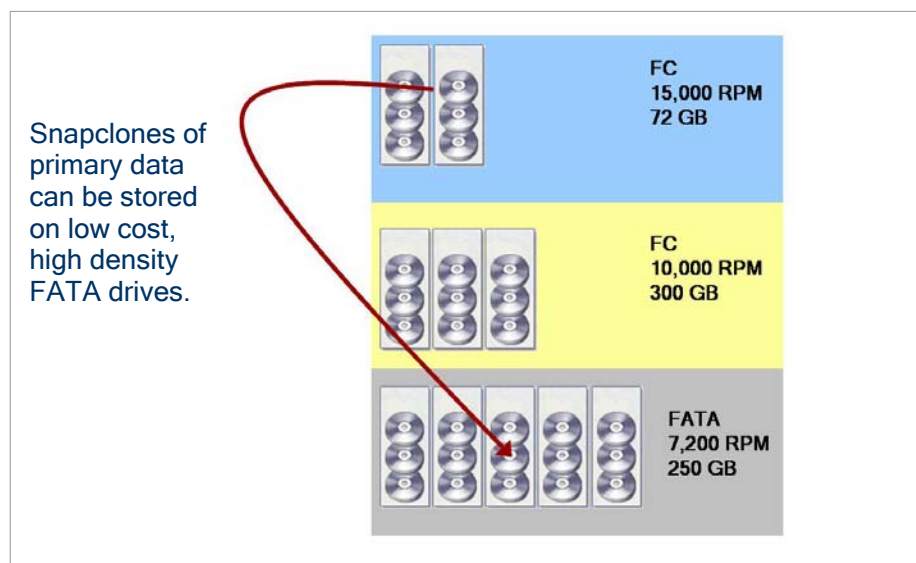 Snapclones of
primary data
can be stored
on low cost,
high density
FATA drives.
FC
15,000 RPM
72 GB
FC
10,000 RPM
300 GB
FATA
7,200 RPM
250 GB